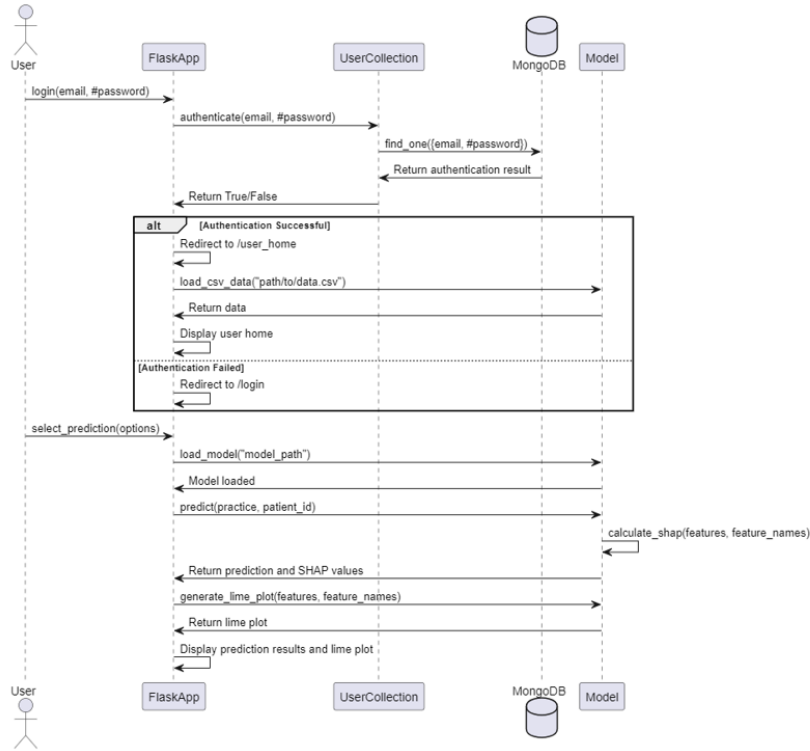 User
FlaskApp
UserCollection
MongoDB
Model
login(email, #password)
authenticate(email, #password)
find_one({email, #password})
Return authentication result
Return True/False
alt
[Authentication Successful]
Redirect to /user_home
load_csv_data("path/to/data.csv")
Return data
Display user home
[Authentication Failed]
Redirect to /login
select_prediction(options)
load_model("model_path")
Model loaded
predict(practice, patient_id)
calculate_shap(features, feature_names)
Return prediction and SHAP values
generate_lime_plot(features, feature_names)
Return lime plot
Display prediction results and lime plot
User
FlaskApp
UserCollection
MongoDB
Model